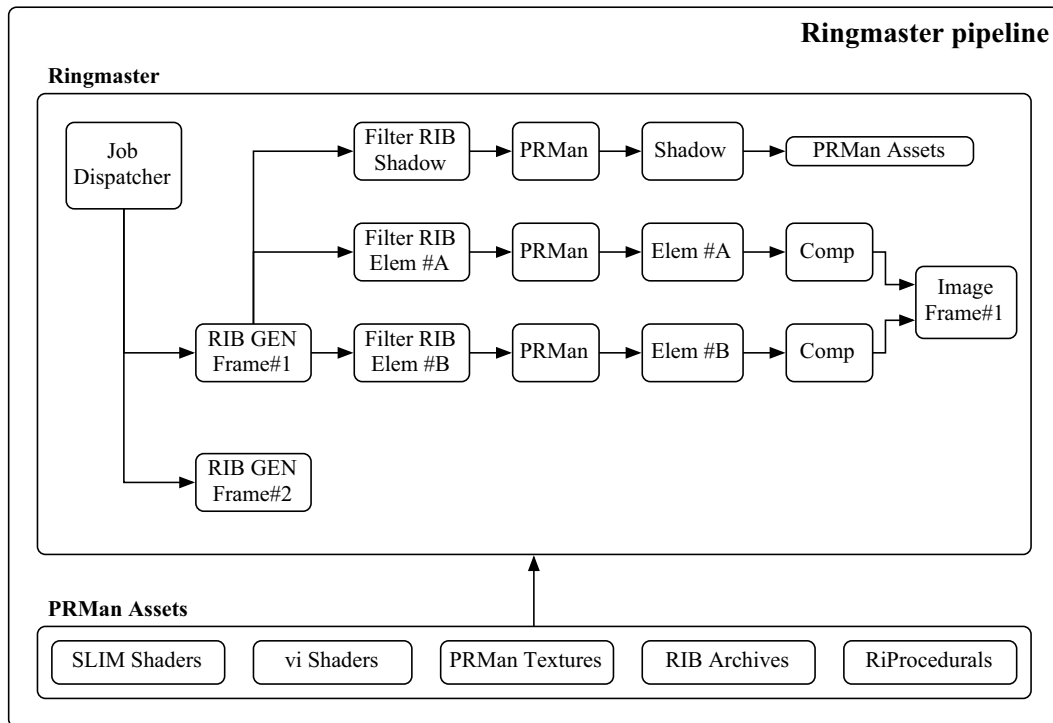 Ringmaster pipeline
Ringmaster
Job
Dispatcher
Filter RIB
Shadow
PRMan
Shadow
PRMan Assets
Filter RIB
Elem #A
PRMan
Elem #A
Comp
Image
Frame#1
RIB GEN
Frame#1
Filter RIB
Elem #B
PRMan
Elem #B
Comp
RIB GEN
Frame#2
PRMan Assets
SLIM Shaders
vi Shaders
PRMan Textures
RIB Archives
RiProcedurals